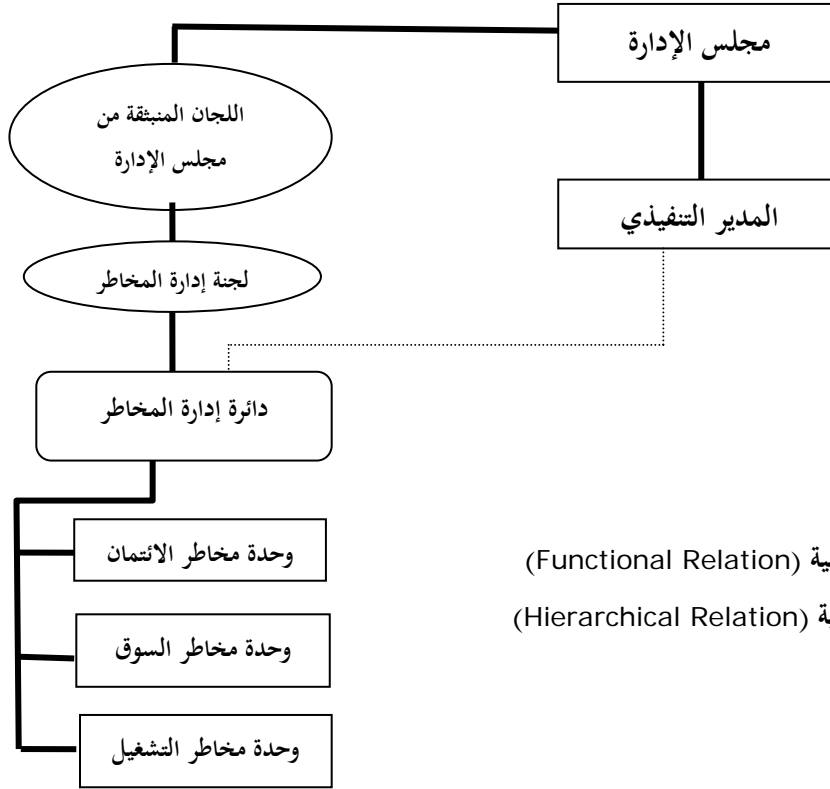 مجلس الإدارة
اللجان المنبثقة من
مجلس الإدارة
المدير التنفيذي
لجنة إدارة المخاطر
دائرة إدارة المخاطر
وحدة مخاطر الائتمان
(Functional Relation)
(Hierarchical Relation)
وحدة مخاطر السوق
وحدة مخاطر التشغيل